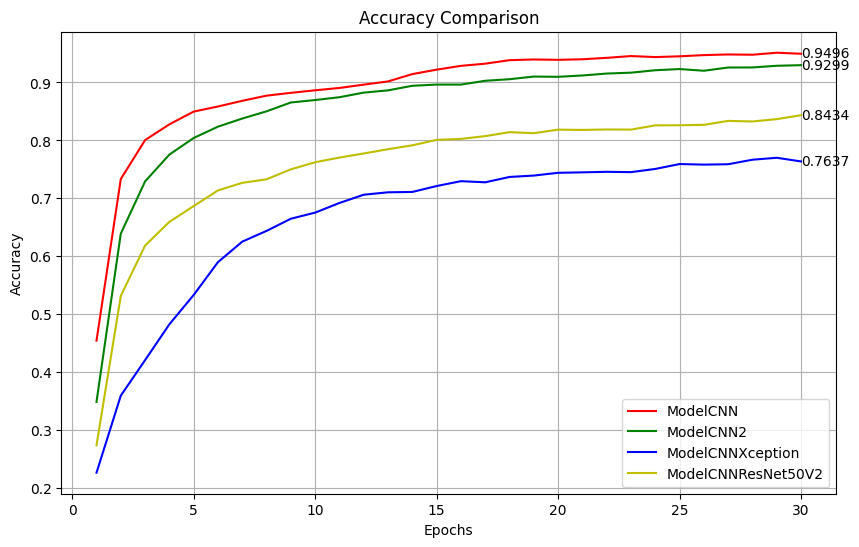 Accuracy Comparison
0.9496
0.9299
0.9
0.8434
0.8
0.7637
0.7
0.6
Accuracy
0.5
0.4
ModelCNN
ModelCNN2
0.3
ModelCNNXception
ModelCNNResNet50V2
0.2
0 5 10 15 20 25 30
Epochs